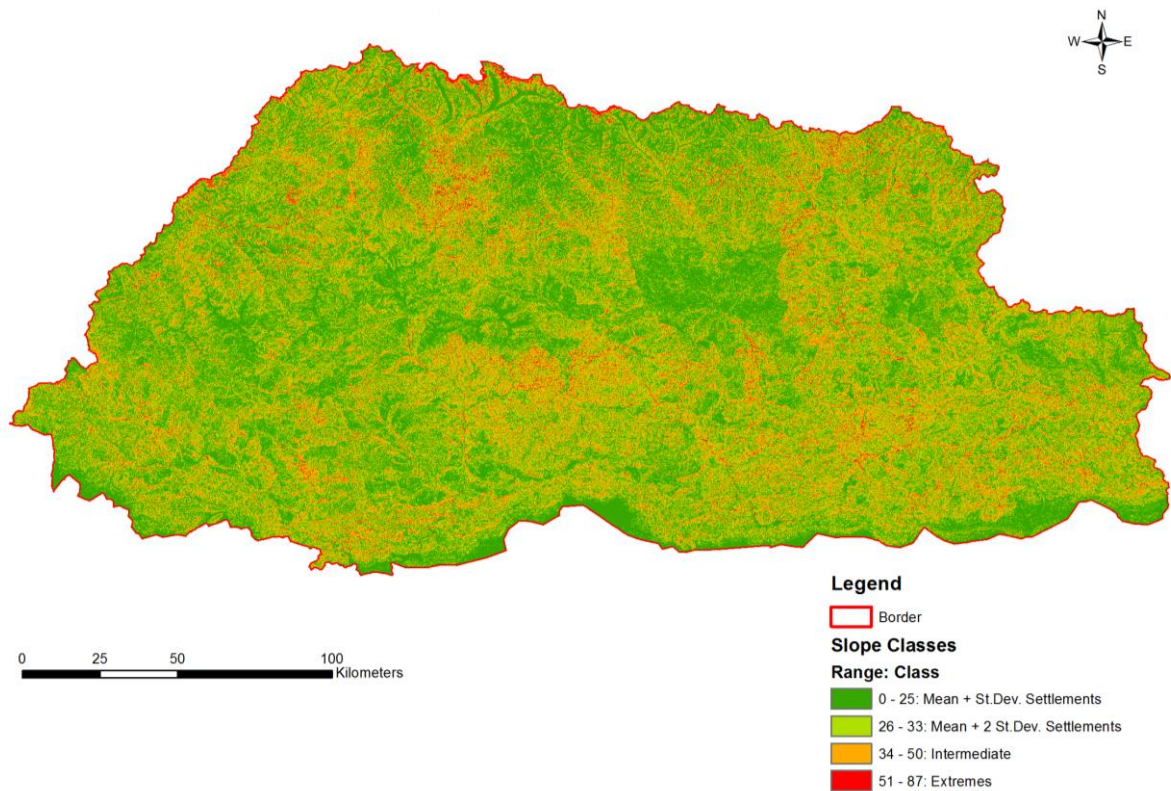 N
W E
S
Legend
Border
Slope Classes
Range: Class
0 - 25: Mean + St.Dev. Settlements
26 - 33: Mean + 2 St.Dev. Settlements
34 - 50: Intermediate
51 - 87: Extremes
0 25 50 100
Kilometers